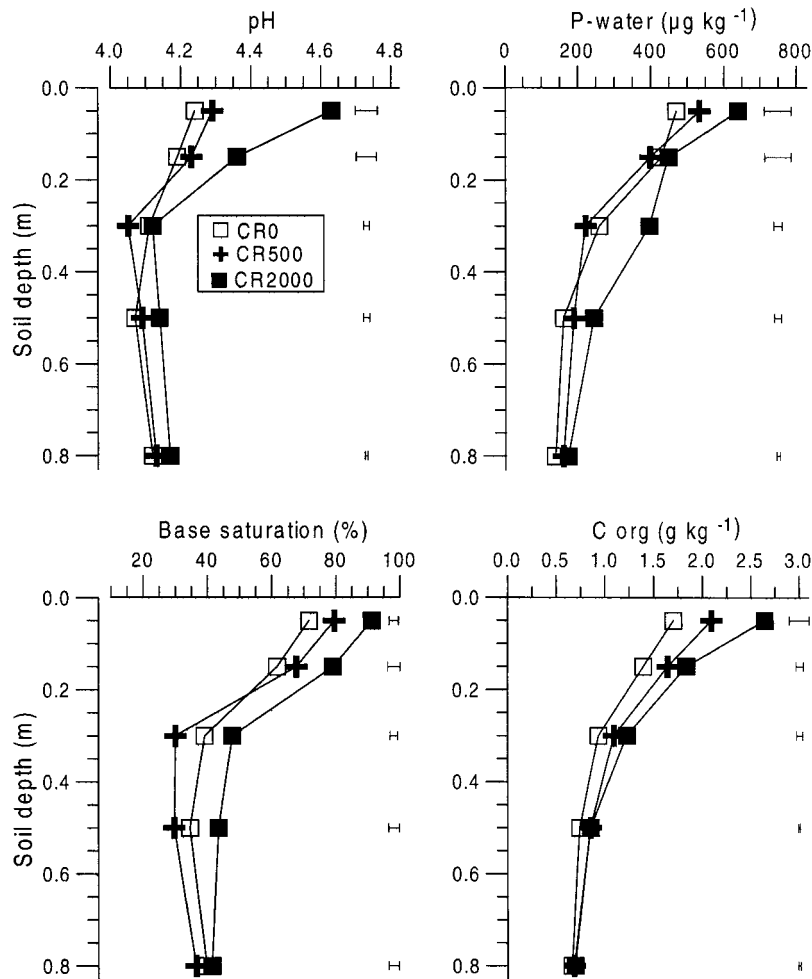 pH
4.0 4.2 4.4 4.6 4.8
0.0
0.2
0.4
0.6
0.8
Soil depth (m)
CR0
CR500
CR2000
P-water (µg kg -1)
0 200 400 600 800
0.0
0.2
0.4
0.6
0.8
Base saturation (%)
20 40 60 80 100
0.0
0.2
0.4
0.6
0.8
Soil depth (m)
C org (g kg -1)
0.0 0.5 1.0 1.5 2.0 2.5 3.0
0.0
0.2
0.4
0.6
0.8